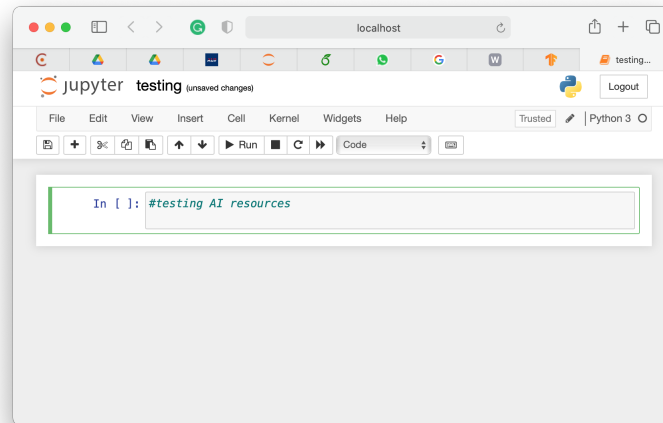 localhost
testing...
jupyter testing (unsaved changes)
Logout
File Edit View Insert Cell Kernel Widgets Help
Trusted
Python 3
Run
Code
In [ ]: #testing AI resources